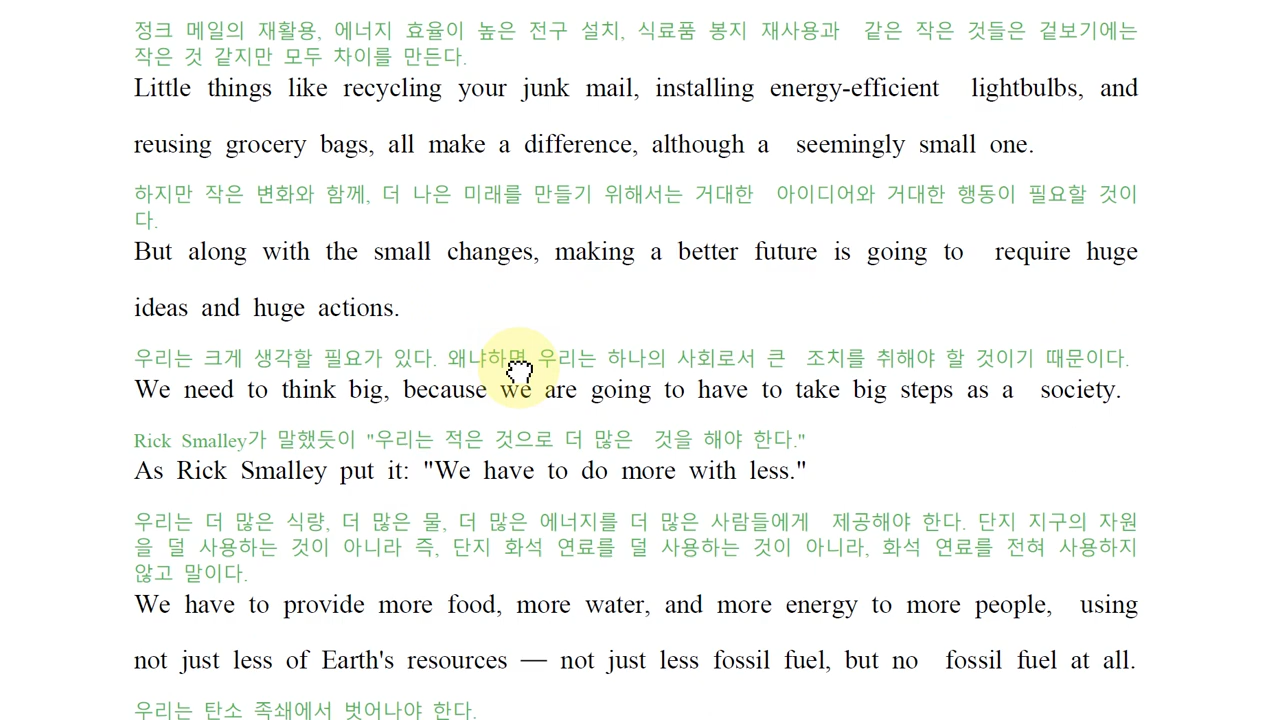 정크 메일의 재활용, 에너지 효율이 높은 전구 설치, 식료품 봉지 재사용과 같은 작은 것들은 겉보기에는
작은 것 같지만 모두 차이를 만든다.
Little things like recycling your junk mail, installing energy-efficient lightbulbs, and
reusing grocery bags, all make a difference, although a seemingly small one.
하지만 작은 변화와 함께, 더 나은 미래를 만들기 위해서는 거대한 아이디어와 거대한 행동이 필요할 것이
다.
But along with the small changes, making a better future is going to require huge
ideas and huge actions.
우리는 크게 생각할 필요가 있다. 왜냐하면 우리는 하나의 사회로서 큰 조치를 취해야 할 것이기 때문이다.
We need to think big, because we are going to have to take big steps as a society.
Rick Smalley가 말했듯이 "우리는 적은 것으로 더 많은 것을 해야 한다."
As Rick Smalley put it: "We have to do more with less."
우리는 더 많은 식량, 더 많은 물, 더 많은 에너지를 더 많은 사람들에게 제공해야 한다. 단지 지구의 자원
을 덜 사용하는 것이 아니라 즉, 단지 화석 연료를 덜 사용하는 것이 아니라, 화석 연료를 전혀 사용하지
않고 말이다.
We have to provide more food, more water, and more energy to more people, using
not just less of Earth's resources — not just less fossil fuel, but no fossil fuel at all.
우리는 탄소 족쇄에서 벗어나야 한다.